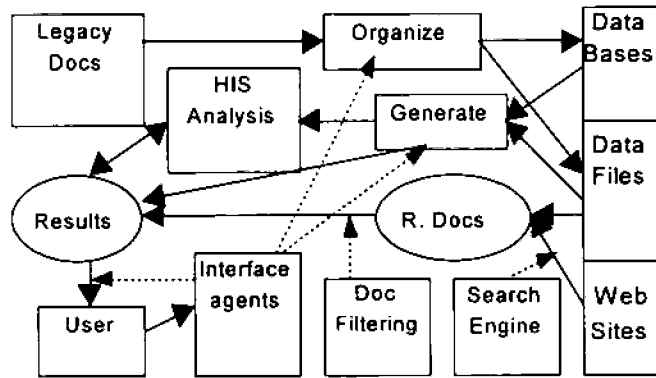 Legacy
Docs
Organize
Data
Bases
HIS
Analysis
Generate
Data
Files
Results
R. Docs
Interface
agents
Doc
Filtering
Search
Engine
Web
Sites
User